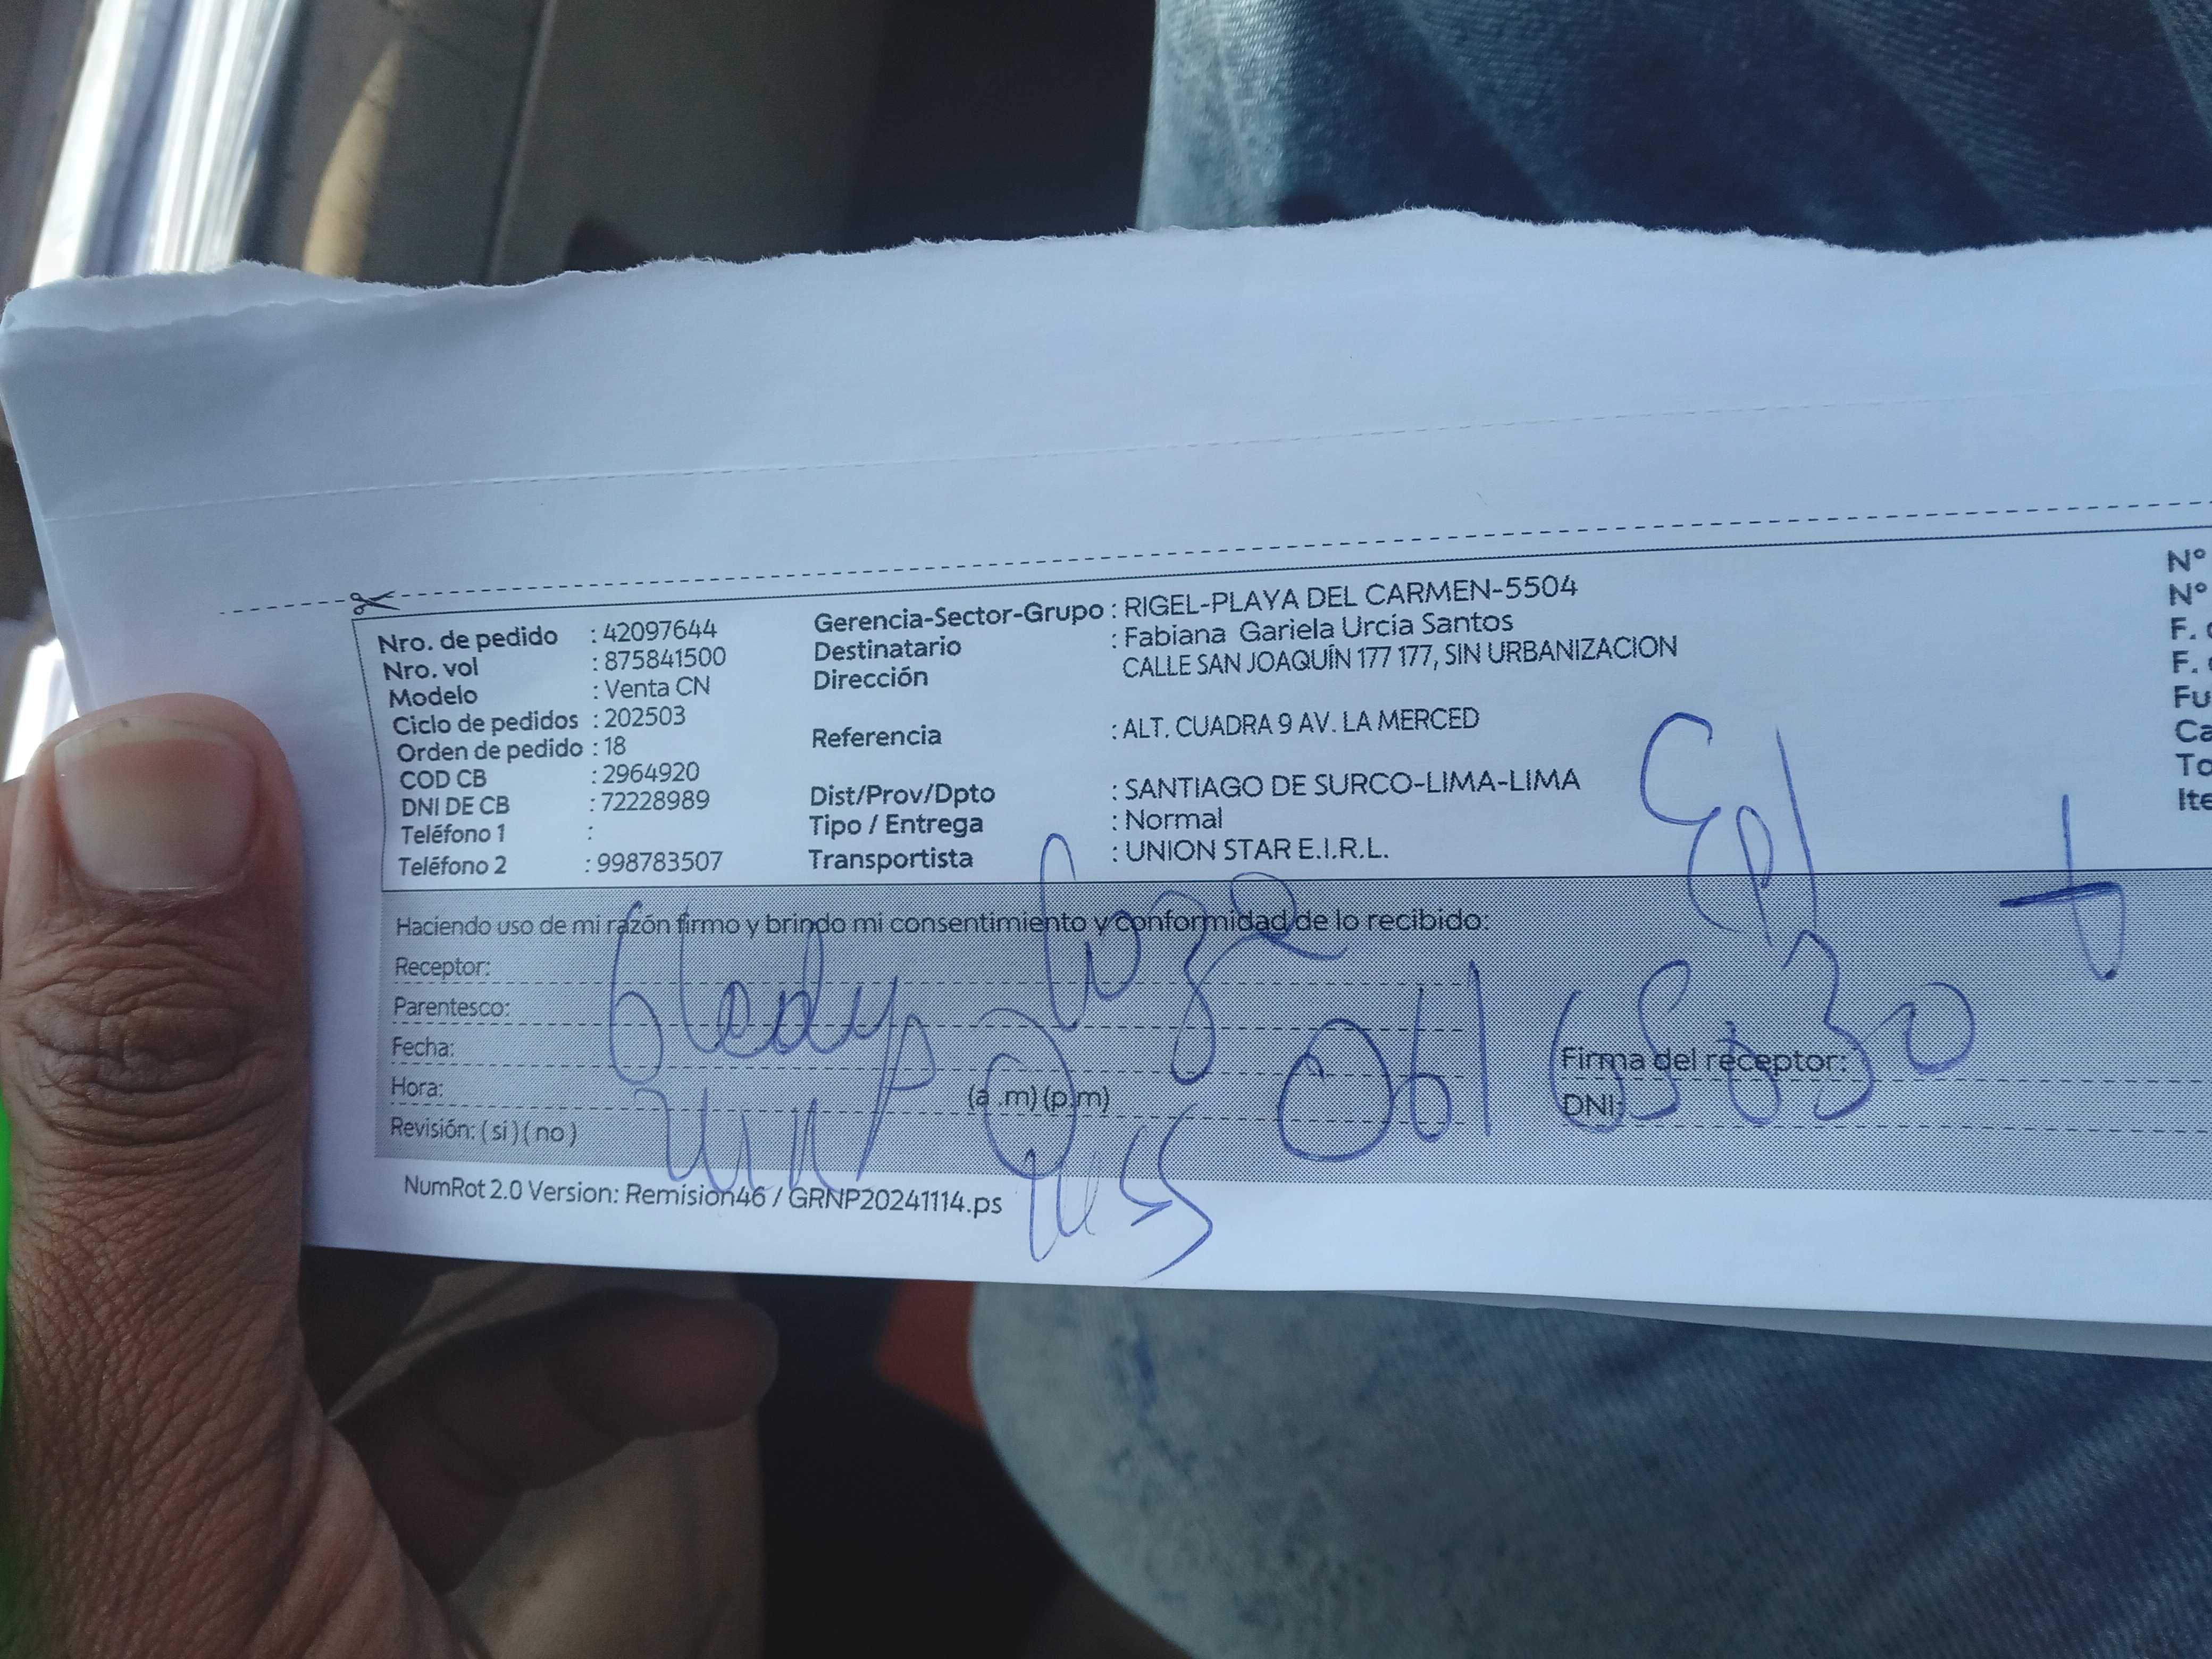 Nro. de pedido : 42097644
Nro. vol : 875841500
Modelo : Venta CN
Ciclo de pedidos : 202503
Orden de pedido : 18
COD CB : 2964920
DNI DE CB : 72228989
Teléfono 1 :
Teléfono 2 : 998783507
Gerencia-Sector-Grupo : RIGEL-PLAYA DEL CARMEN-5504
Destinatario : Fabiana Gariela Urcia Santos
Dirección CALLE SAN JOAQUÍN 177 177, SIN URBANIZACION
Referencia : ALT. CUADRA 9 AV. LA MERCED
Dist/Prov/Dpto : SANTIAGO DE SURCO-LIMA-LIMA
Tipo / Entrega : Normal
Transportista : UNION STAR E.I.R.L.
N°
N°
F.
F.
Haciendo uso de mi razón firmo y brindo mi consentimiento y conformidad de lo recibido:
Receptor:
Parentesco:
Fecha:
Hora: (a .m) (p.m)
Revisión: ( si ) ( no )
Firma del receptor:
DNI:
NumRot 2.0 Version: Remision46 / GRNP20241114.ps